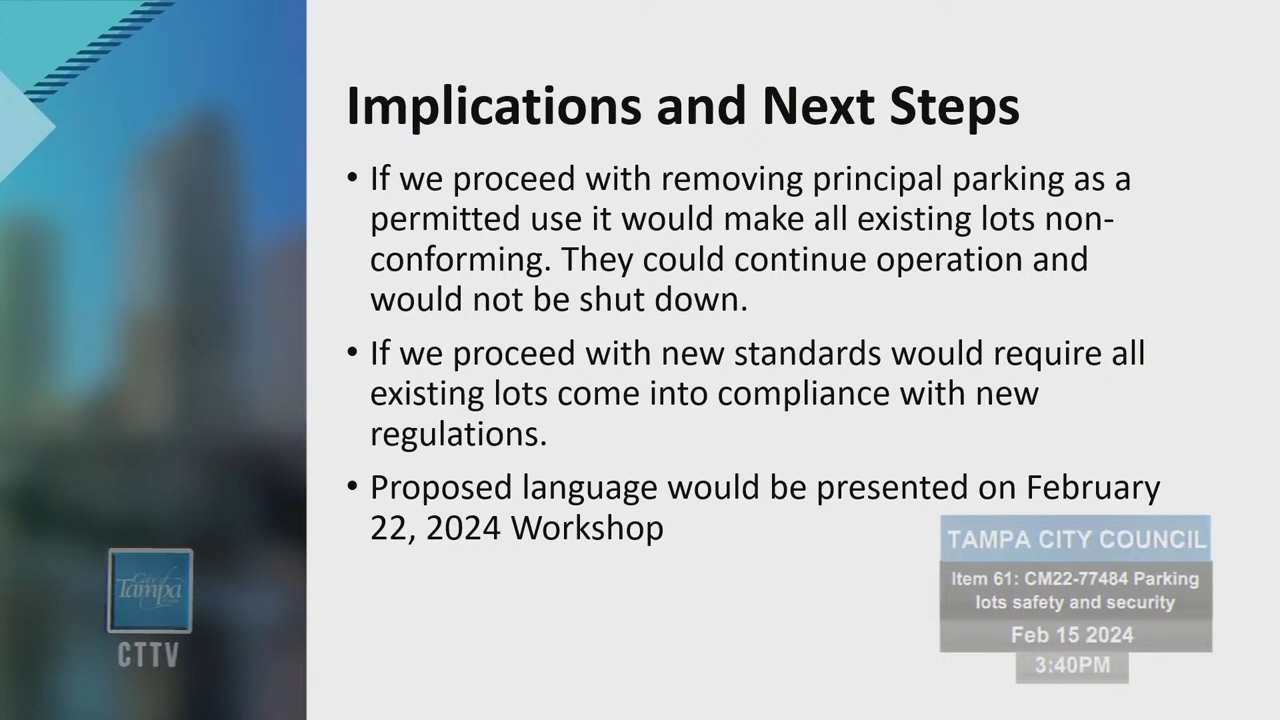 Implications and Next Steps
• If we proceed with removing principal parking as a
permitted use it would make all existing lots non-
conforming. They could continue operation and
would not be shut down.
• If we proceed with new standards would require all
existing lots come into compliance with new
regulations.
• Proposed language would be presented on February
22, 2024 Workshop
TAMPA CITY COUNCIL
Item 61: CM22-77484 Parking
lots safety and security
Feb 15 2024
3:40PM
City of
Tampa
CTTV